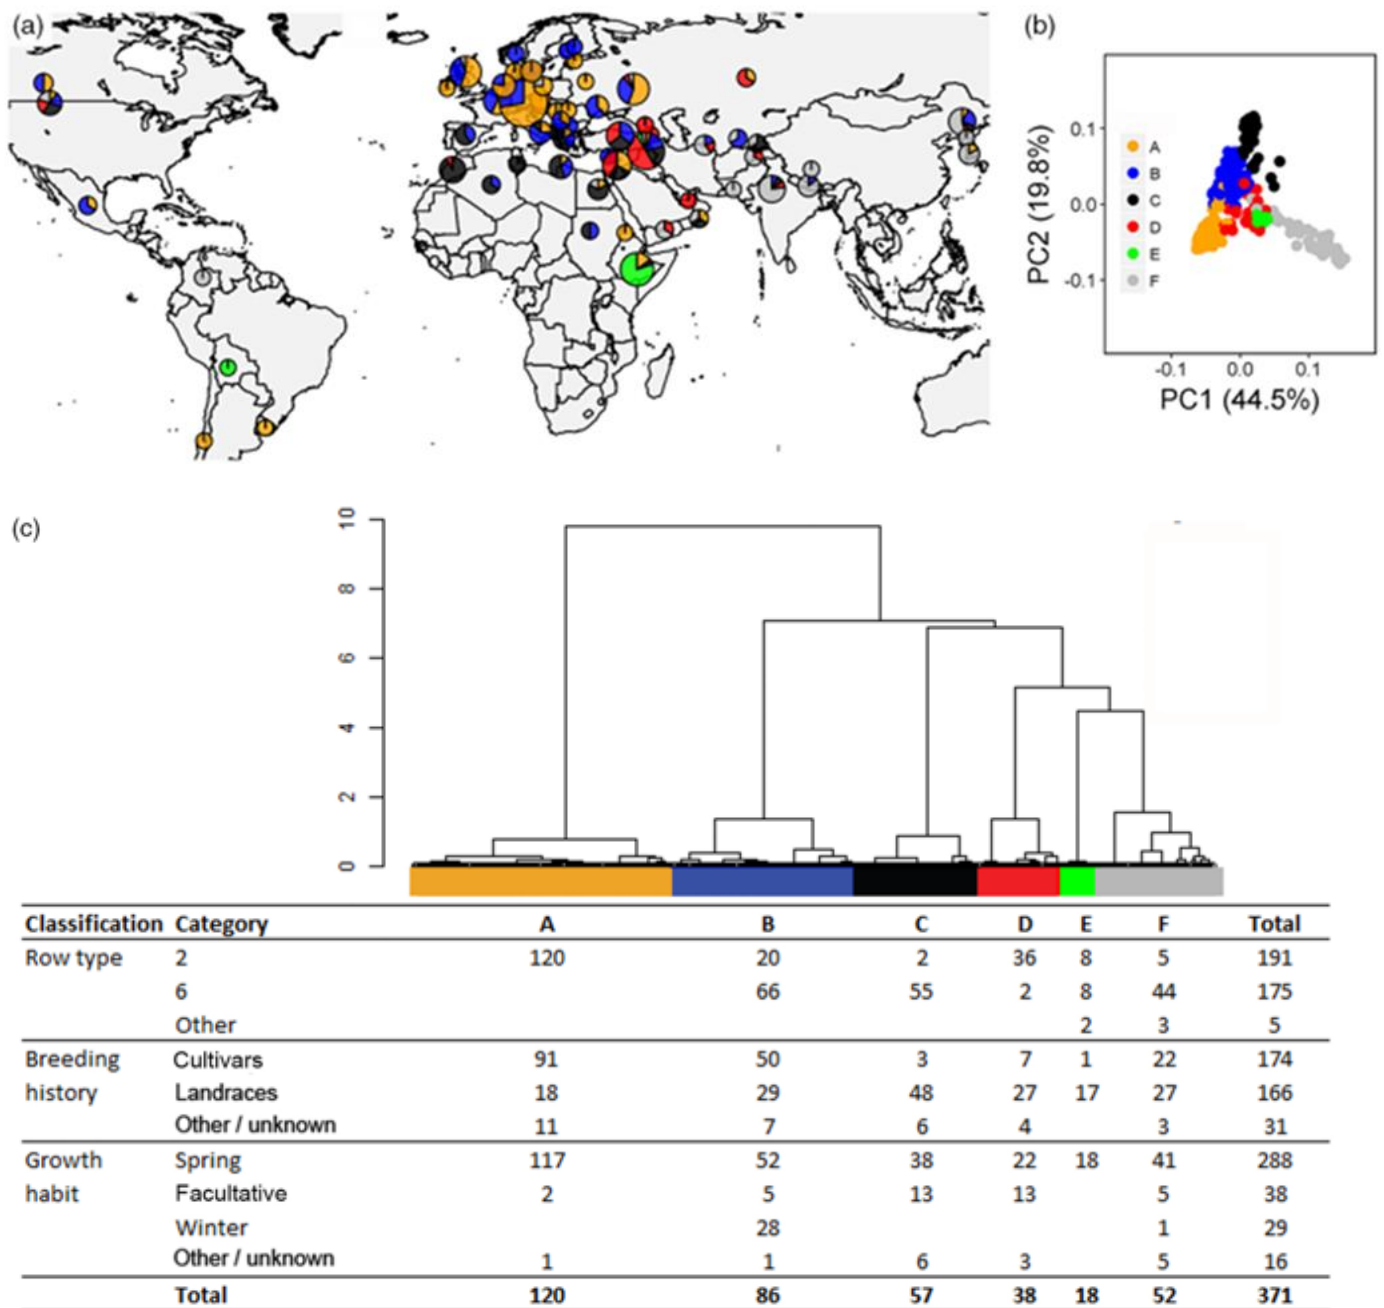 (a)
(b)
PC2 (19.8%)
0.1
0.0
-0.1
A
B
C
D
E
F
-0.1 0.0 0.1
PC1 (44.5%)
(c)
10
8
6
4
2
0
Classification Category A B C D E F Total
Row type 2 120 20 2 36 8 5 191
6 66 55 2 8 44 175
Other 2 3 5
Breeding Cultivars 91 50 3 7 1 22 174
history Landraces 18 29 48 27 17 27 166
Other / unknown 11 7 6 4 3 31
Growth Spring 117 52 38 22 18 41 288
habit Facultative 2 5 13 13 5 38
Winter 28 1 29
Other / unknown 1 1 6 3 5 16
Total 120 86 57 38 18 52 371